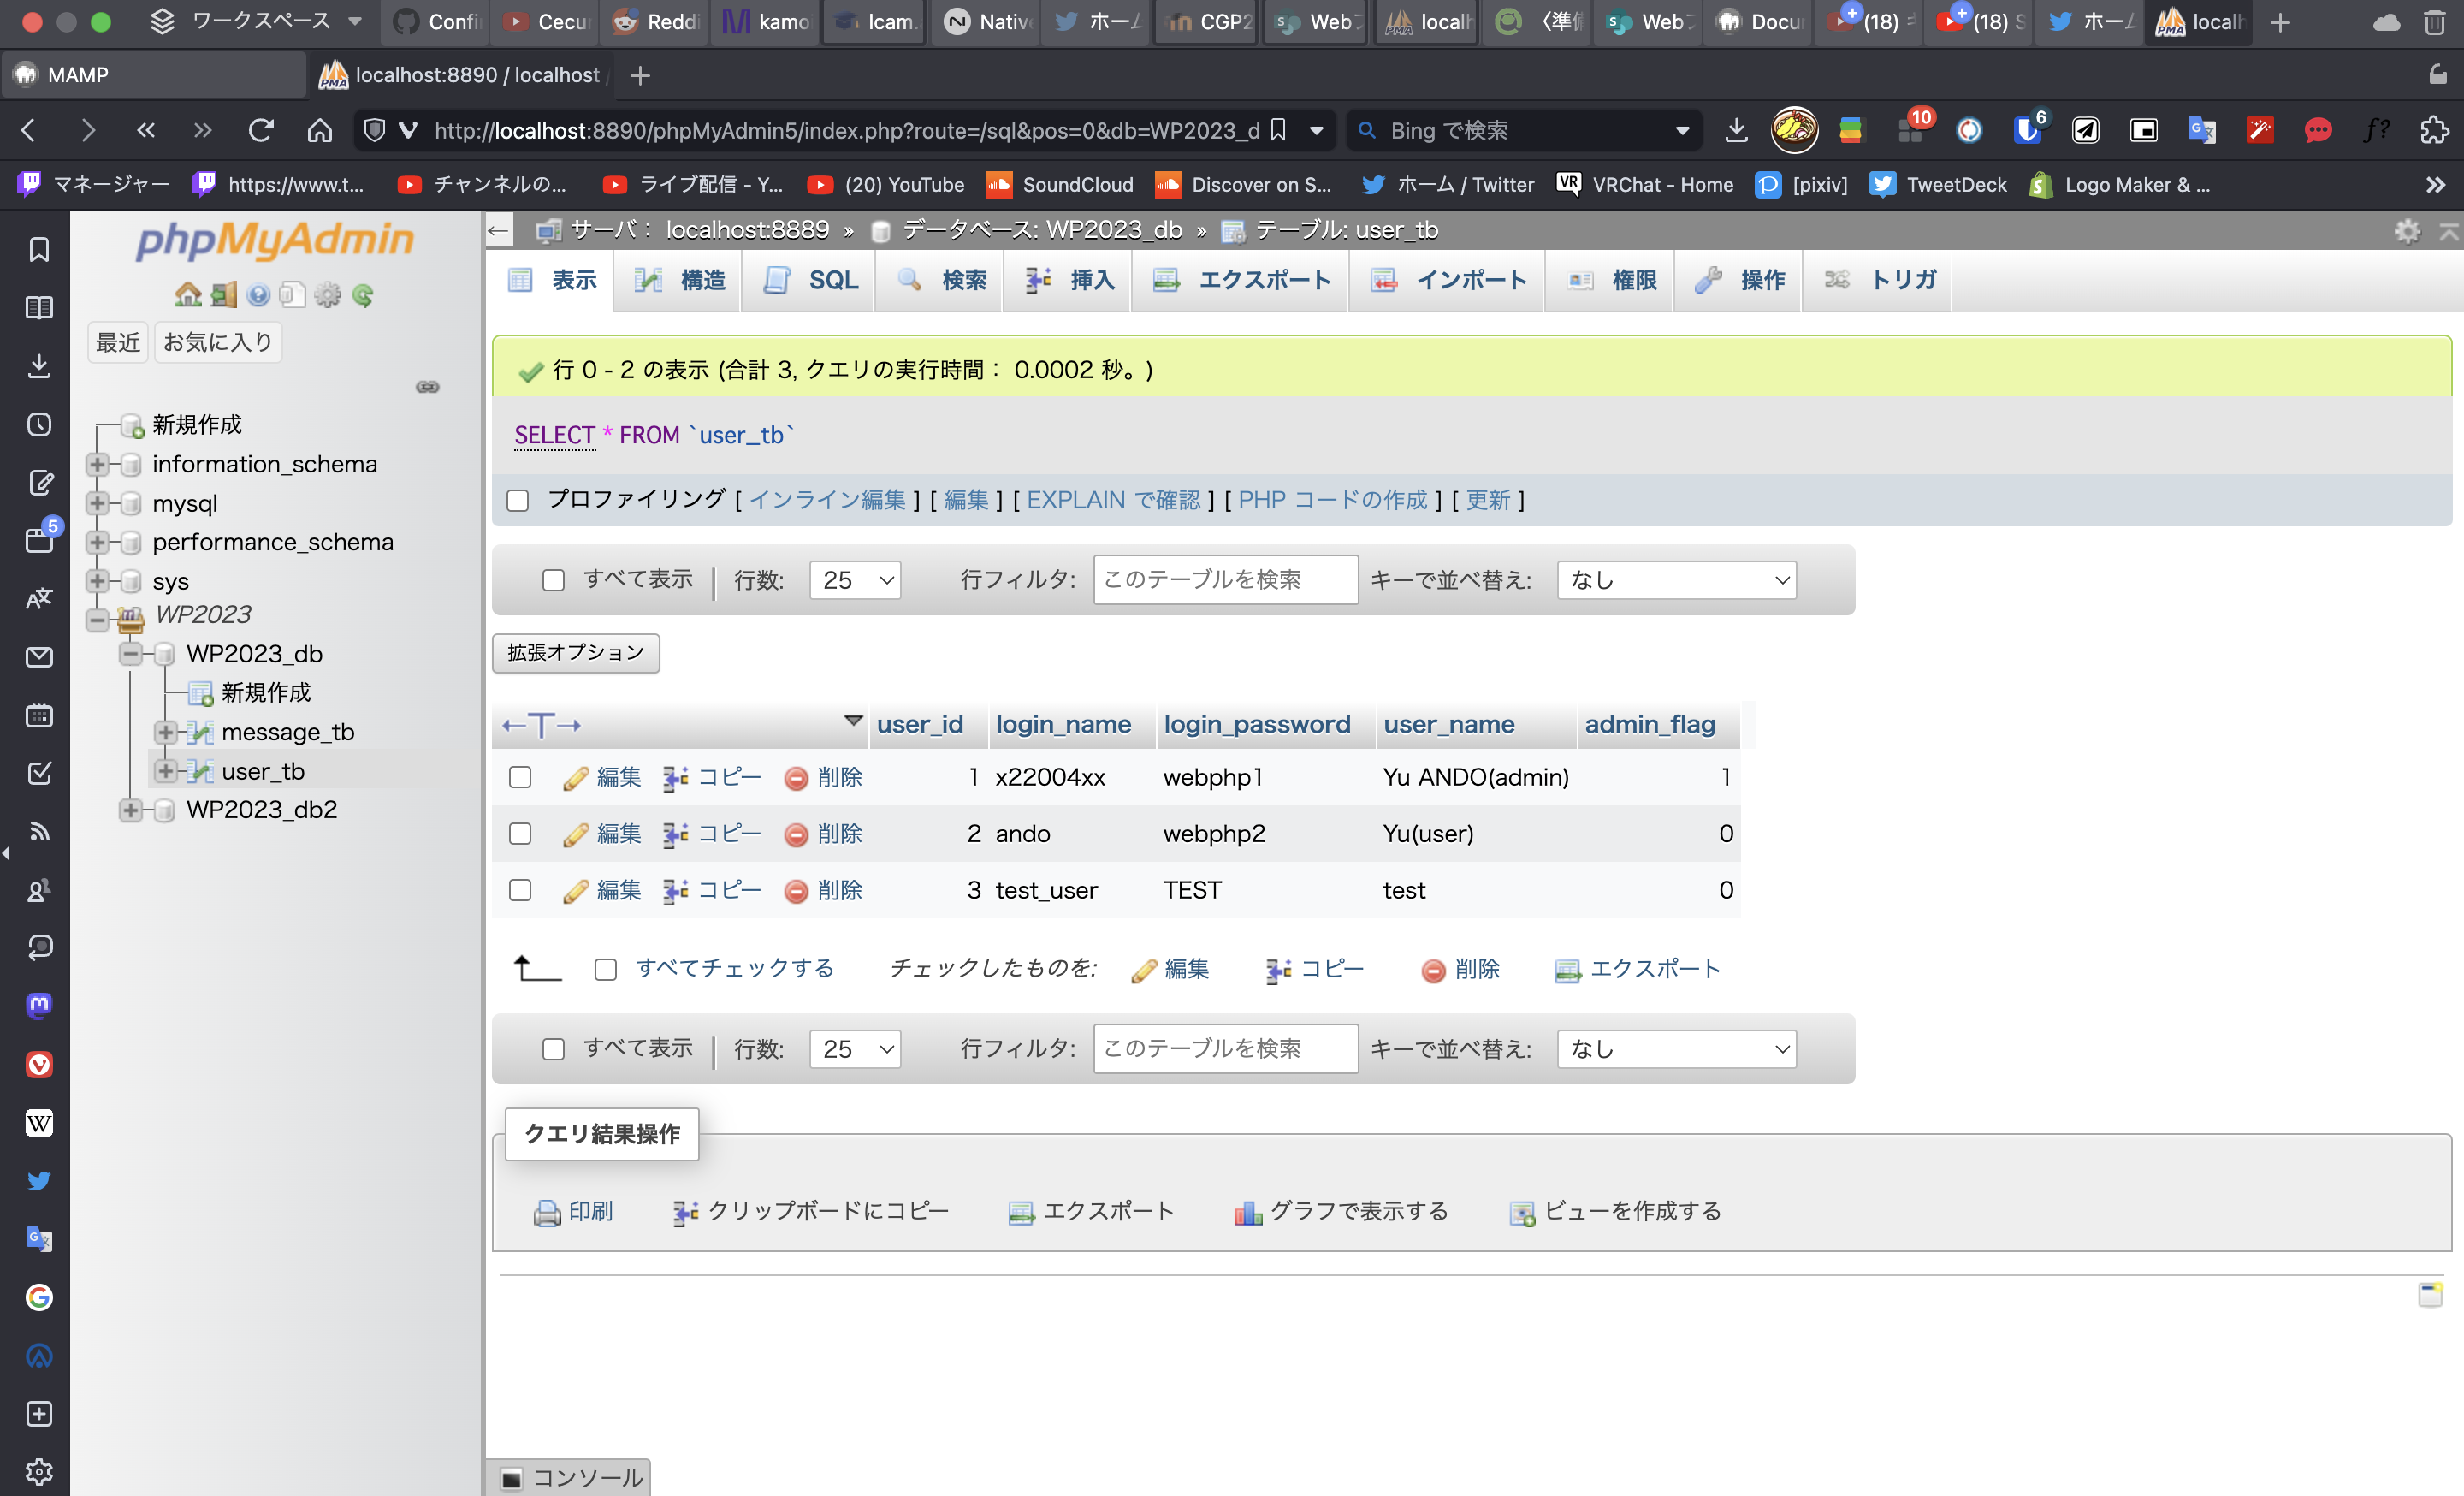 ワークスペース
Confi
Cecur
Reddi
kamo
lcam.
Nativ
ホーム
CGP2
Webフ
localh
〈準備
Webフ
Docu
(18) キ
(18) S
ホーム
localh
MAMP
localhost:8890 / localhost /
http://localhost:8890/phpMyAdmin5/index.php?route=/sql&pos=0&db=WP2023_d
Bing で検索
10
6
マネージャー
https://www.t...
チャンネルの...
ライブ配信 - Y...
(20) YouTube
SoundCloud
Discover on S...
ホーム / Twitter
VRChat - Home
[pixiv]
TweetDeck
Logo Maker & ...
5
phpMyAdmin
最近
お気に入り
新規作成
information_schema
mysql
performance_schema
sys
WP2023
WP2023_db
新規作成
message_tb
user_tb
WP2023_db2
サーバ: localhost:8889 » データベース: WP2023_db » テーブル: user_tb
表示
構造
SQL
検索
挿入
エクスポート
インポート
権限
操作
トリガ
行 0 - 2 の表示 (合計 3, クエリの実行時間: 0.0002 秒。)
SELECT * FROM `user_tb`
プロファイリング [ インライン編集 ] [ 編集 ] [ EXPLAIN で確認 ] [ PHP コードの作成 ] [ 更新 ]
すべて表示 | 行数: 25 行フィルタ: このテーブルを検索 キーで並べ替え: なし
拡張オプション
←T→ user_id login_name login_password user_name admin_flag
編集 コピー 削除 1 x22004xx webphp1 Yu ANDO(admin) 1
編集 コピー 削除 2 ando webphp2 Yu(user) 0
編集 コピー 削除 3 test_user TEST test 0
すべてチェックする チェックしたものを: 編集 コピー 削除 エクスポート
すべて表示 | 行数: 25 行フィルタ: このテーブルを検索 キーで並べ替え: なし
クエリ結果操作
印刷 クリップボードにコピー エクスポート グラフで表示する ビューを作成する
コンソール